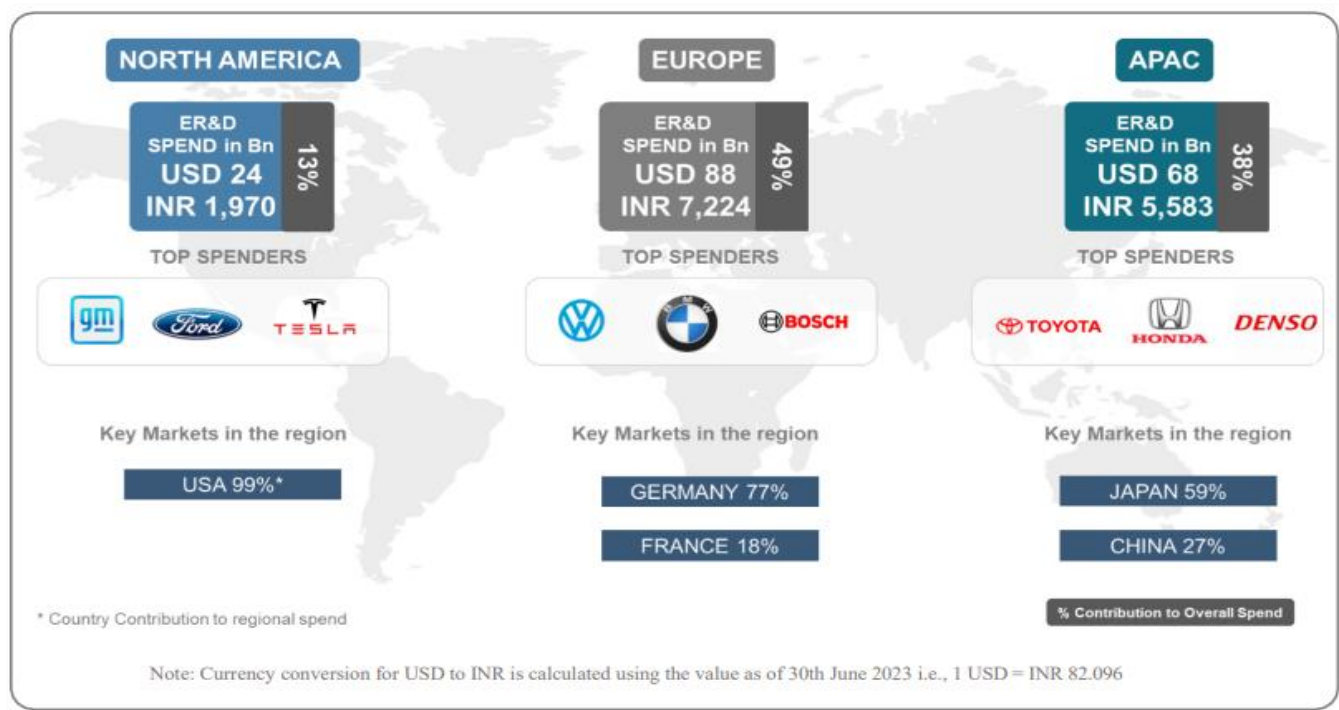 NORTH AMERICA
ER&D
SPEND in Bn
USD 24
INR 1,970
13%
TOP SPENDERS
gm
Ford
TESLA
Key Markets in the region
USA 99%*
EUROPE
ER&D
SPEND in Bn
USD 88
INR 7,224
49%
TOP SPENDERS
VW
BMW
BOSCH
Key Markets in the region
GERMANY 77%
FRANCE 18%
APAC
ER&D
SPEND in Bn
USD 68
INR 5,583
38%
TOP SPENDERS
TOYOTA
HONDA
DENSO
Key Markets in the region
JAPAN 59%
CHINA 27%
* Country Contribution to regional spend
% Contribution to Overall Spend
Note: Currency conversion for USD to INR is calculated using the value as of 30th June 2023 i.e., 1 USD = INR 82.096